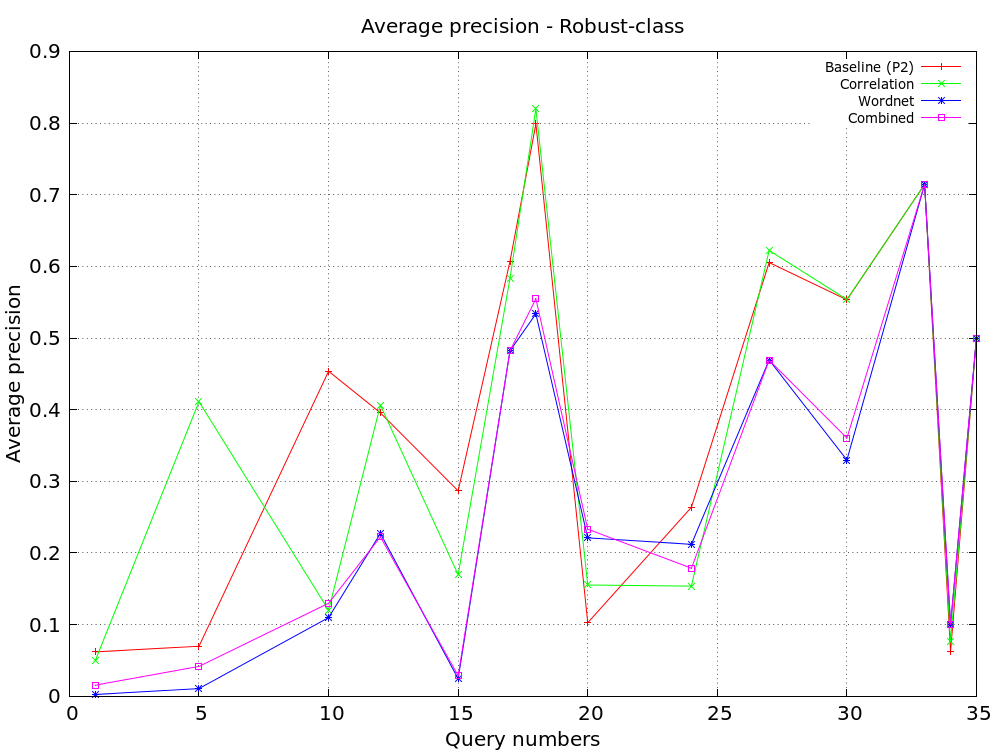 Average precision - Robust-class
Baseline (P2)
Correlation
Wordnet
Combined
0.9
0.8
0.7
0.6
0.5
0.4
0.3
0.2
0.1
0
Average precision
0 5 10 15 20 25 30 35
Query numbers